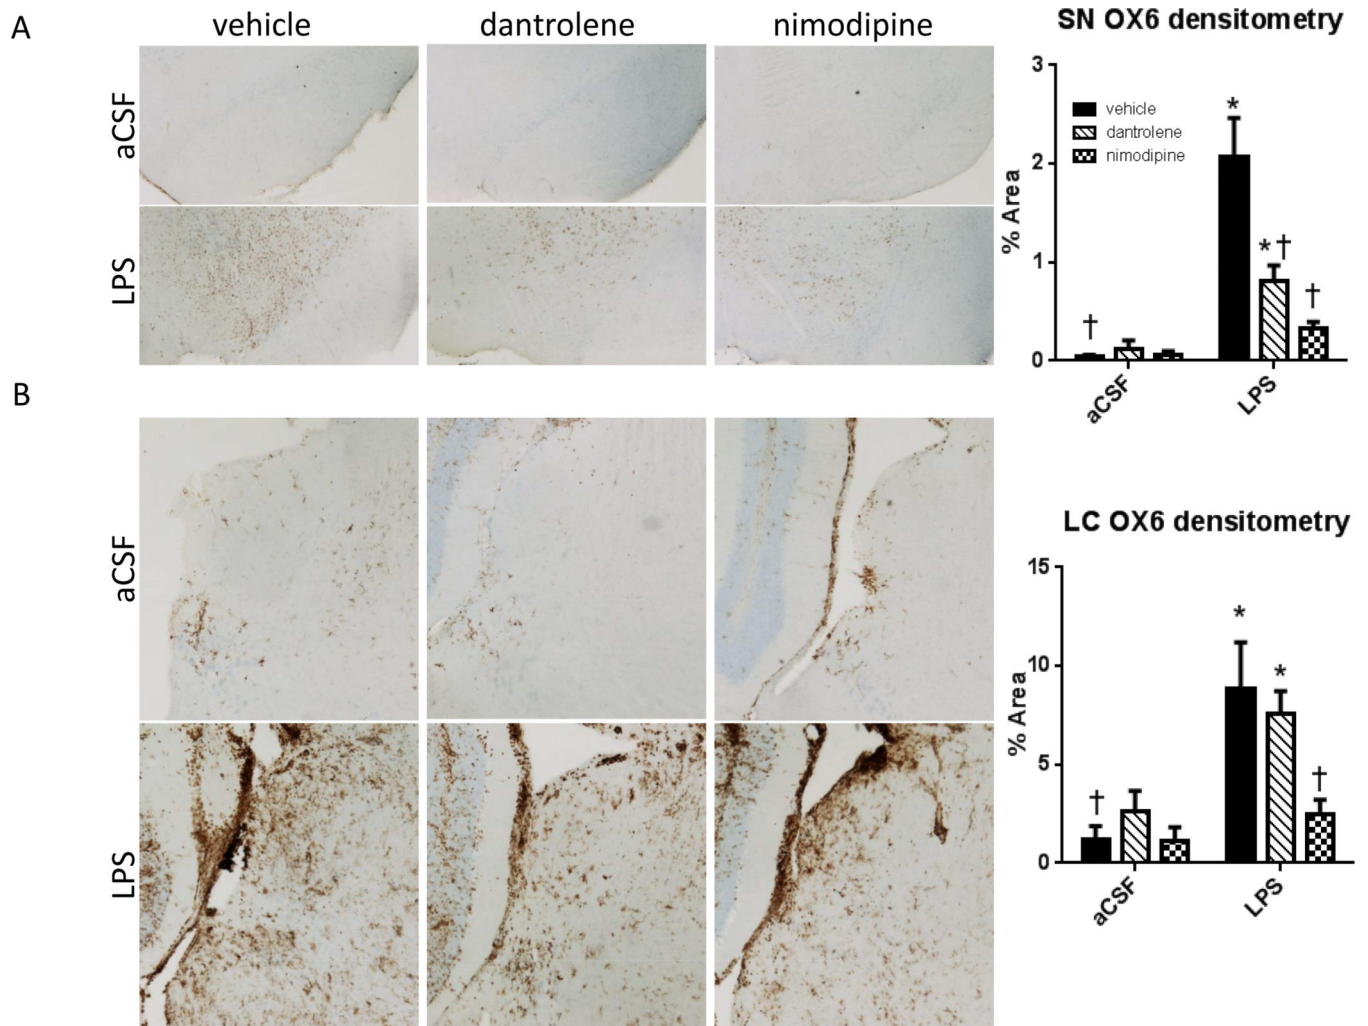 A
vehicle
dantrolene
nimodipine
aCSF
LPS
SN OX6 densitometry
% Area
3
2
1
0
vehicle
dantrolene
nimodipine
*
*†
†
†
aCSF
LPS
B
aCSF
LPS
LC OX6 densitometry
% Area
15
10
5
0
*
*
†
†
aCSF
LPS